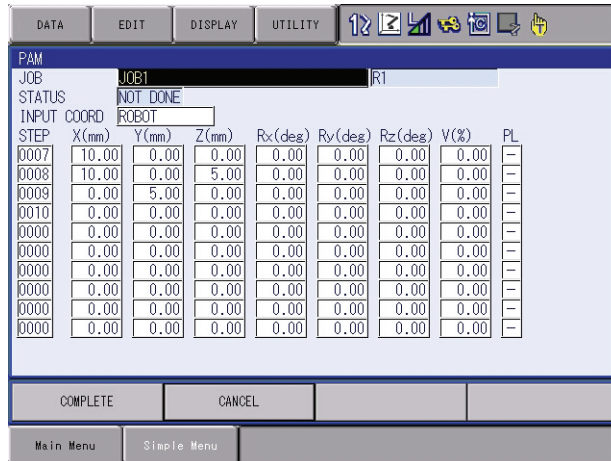 DATA EDIT DISPLAY UTILITY
PAM
JOB JOB1 R1
STATUS NOT DONE
INPUT COORD ROBOT
STEP X(mm) Y(mm) Z(mm) Rx(deg) Ry(deg) Rz(deg) V(%) PL
0007 10.00 0.00 0.00 0.00 0.00 0.00 0.00 -
0008 10.00 0.00 5.00 0.00 0.00 0.00 0.00 -
0009 0.00 5.00 0.00 0.00 0.00 0.00 0.00 -
0010 0.00 0.00 0.00 0.00 0.00 0.00 0.00 -
0000 0.00 0.00 0.00 0.00 0.00 0.00 0.00 -
0000 0.00 0.00 0.00 0.00 0.00 0.00 0.00 -
0000 0.00 0.00 0.00 0.00 0.00 0.00 0.00 -
0000 0.00 0.00 0.00 0.00 0.00 0.00 0.00 -
0000 0.00 0.00 0.00 0.00 0.00 0.00 0.00 -
0000 0.00 0.00 0.00 0.00 0.00 0.00 0.00 -
COMPLETE CANCEL
Main Menu Simple Menu